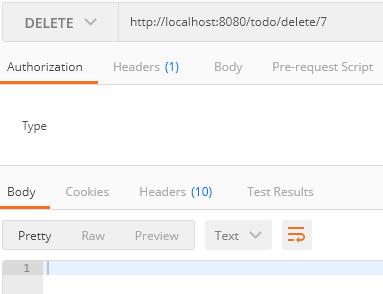 DELETE http://localhost:8080/todo/delete/7
Authorization Headers (1) Body Pre-request Script
Type
Body Cookies Headers (10) Test Results
Pretty Raw Preview Text
1